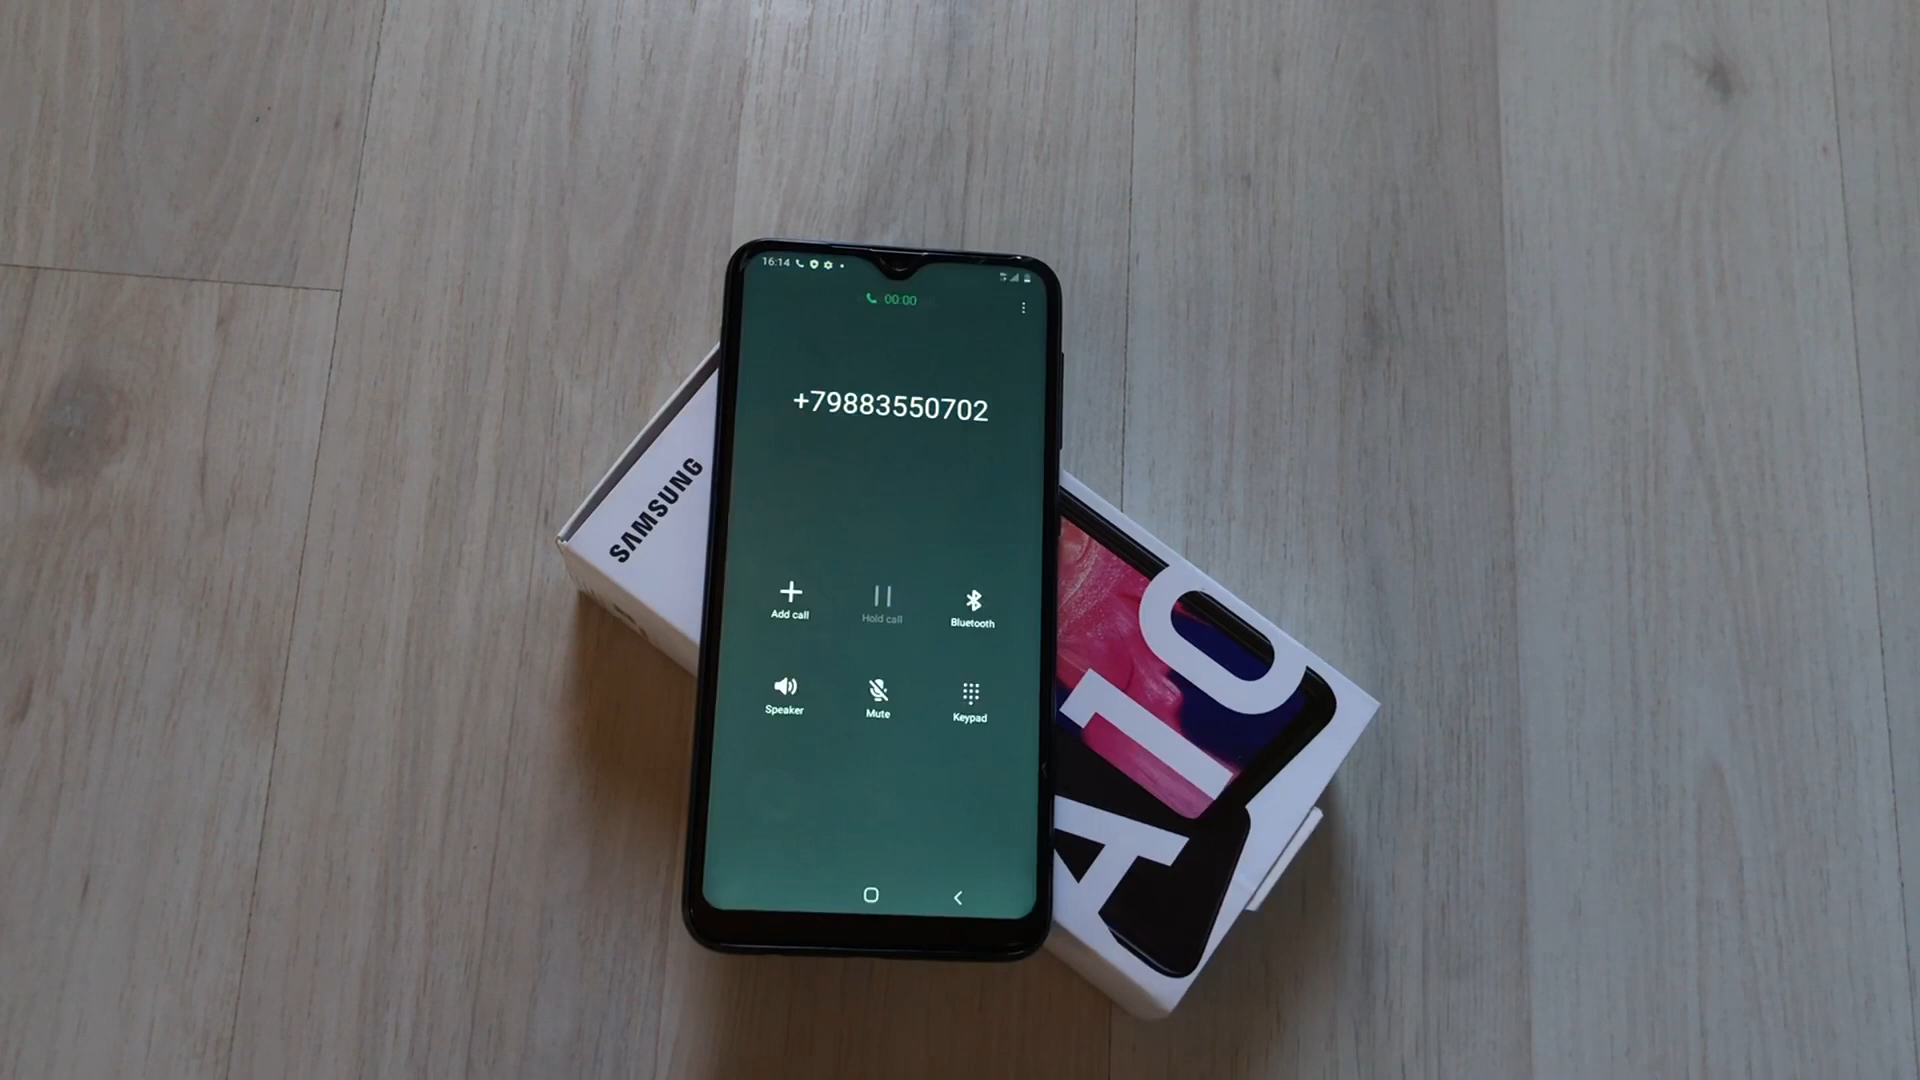 16:14
00:00
+79883550702
Add call
Hold call
Bluetooth
Speaker
Mute
Keypad
SAMSUNG
A10